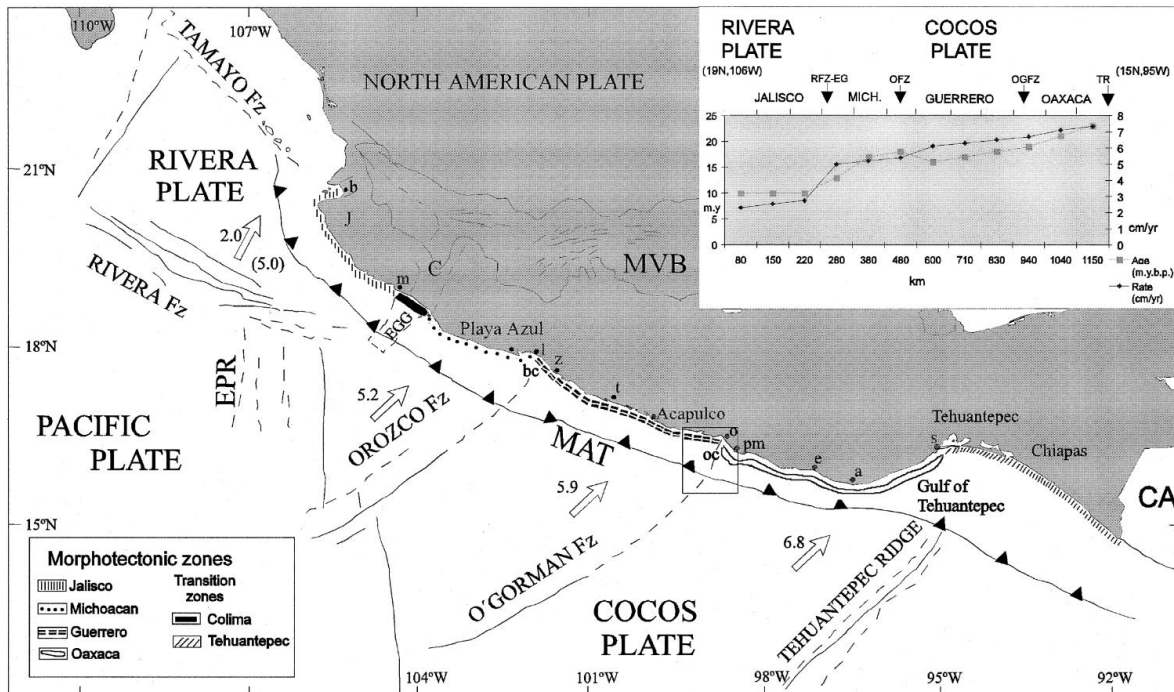 110°W
107°W
TAMAYO Fz
NORTH AMERICAN PLATE
RIVERA
PLATE
(19N,106W)
COCOS
PLATE
(15N,95W)
RFZ-EG
OFZ
OGFZ
TR
JALISCO
MICH.
GUERRERO
OAXACA
25
20
15
10
m.y
5
0
8
7
6
5
4
3
2
1
cm/yr
0
80 150 220 280 380 480 600 710 830 940 1040 1150
km
Age
(m.y.b.p.)
Rate
(cm/yr)
21°N
RIVERA
PLATE
b
J
2.0
(5.0)
RIVERA Fz
C
MVB
m
EGG
Playa Azul
18°N
l
bc
z
EPR
5.2
t
PACIFIC
PLATE
OROZCO Fz
MAT
Acapulco
o
oc
pm
e
a
s
Tehuantepec
Chiapas
5.9
Gulf of
Tehuantepec
CA
15°N
6.8
O´GORMAN Fz
COCOS
PLATE
TEHUANTEPEC RIDGE
Morphotectonic zones
Jalisco
Michoacan
Guerrero
Oaxaca
Transition
zones
Colima
Tehuantepec
104°W
101°W
98°W
95°W
92°W